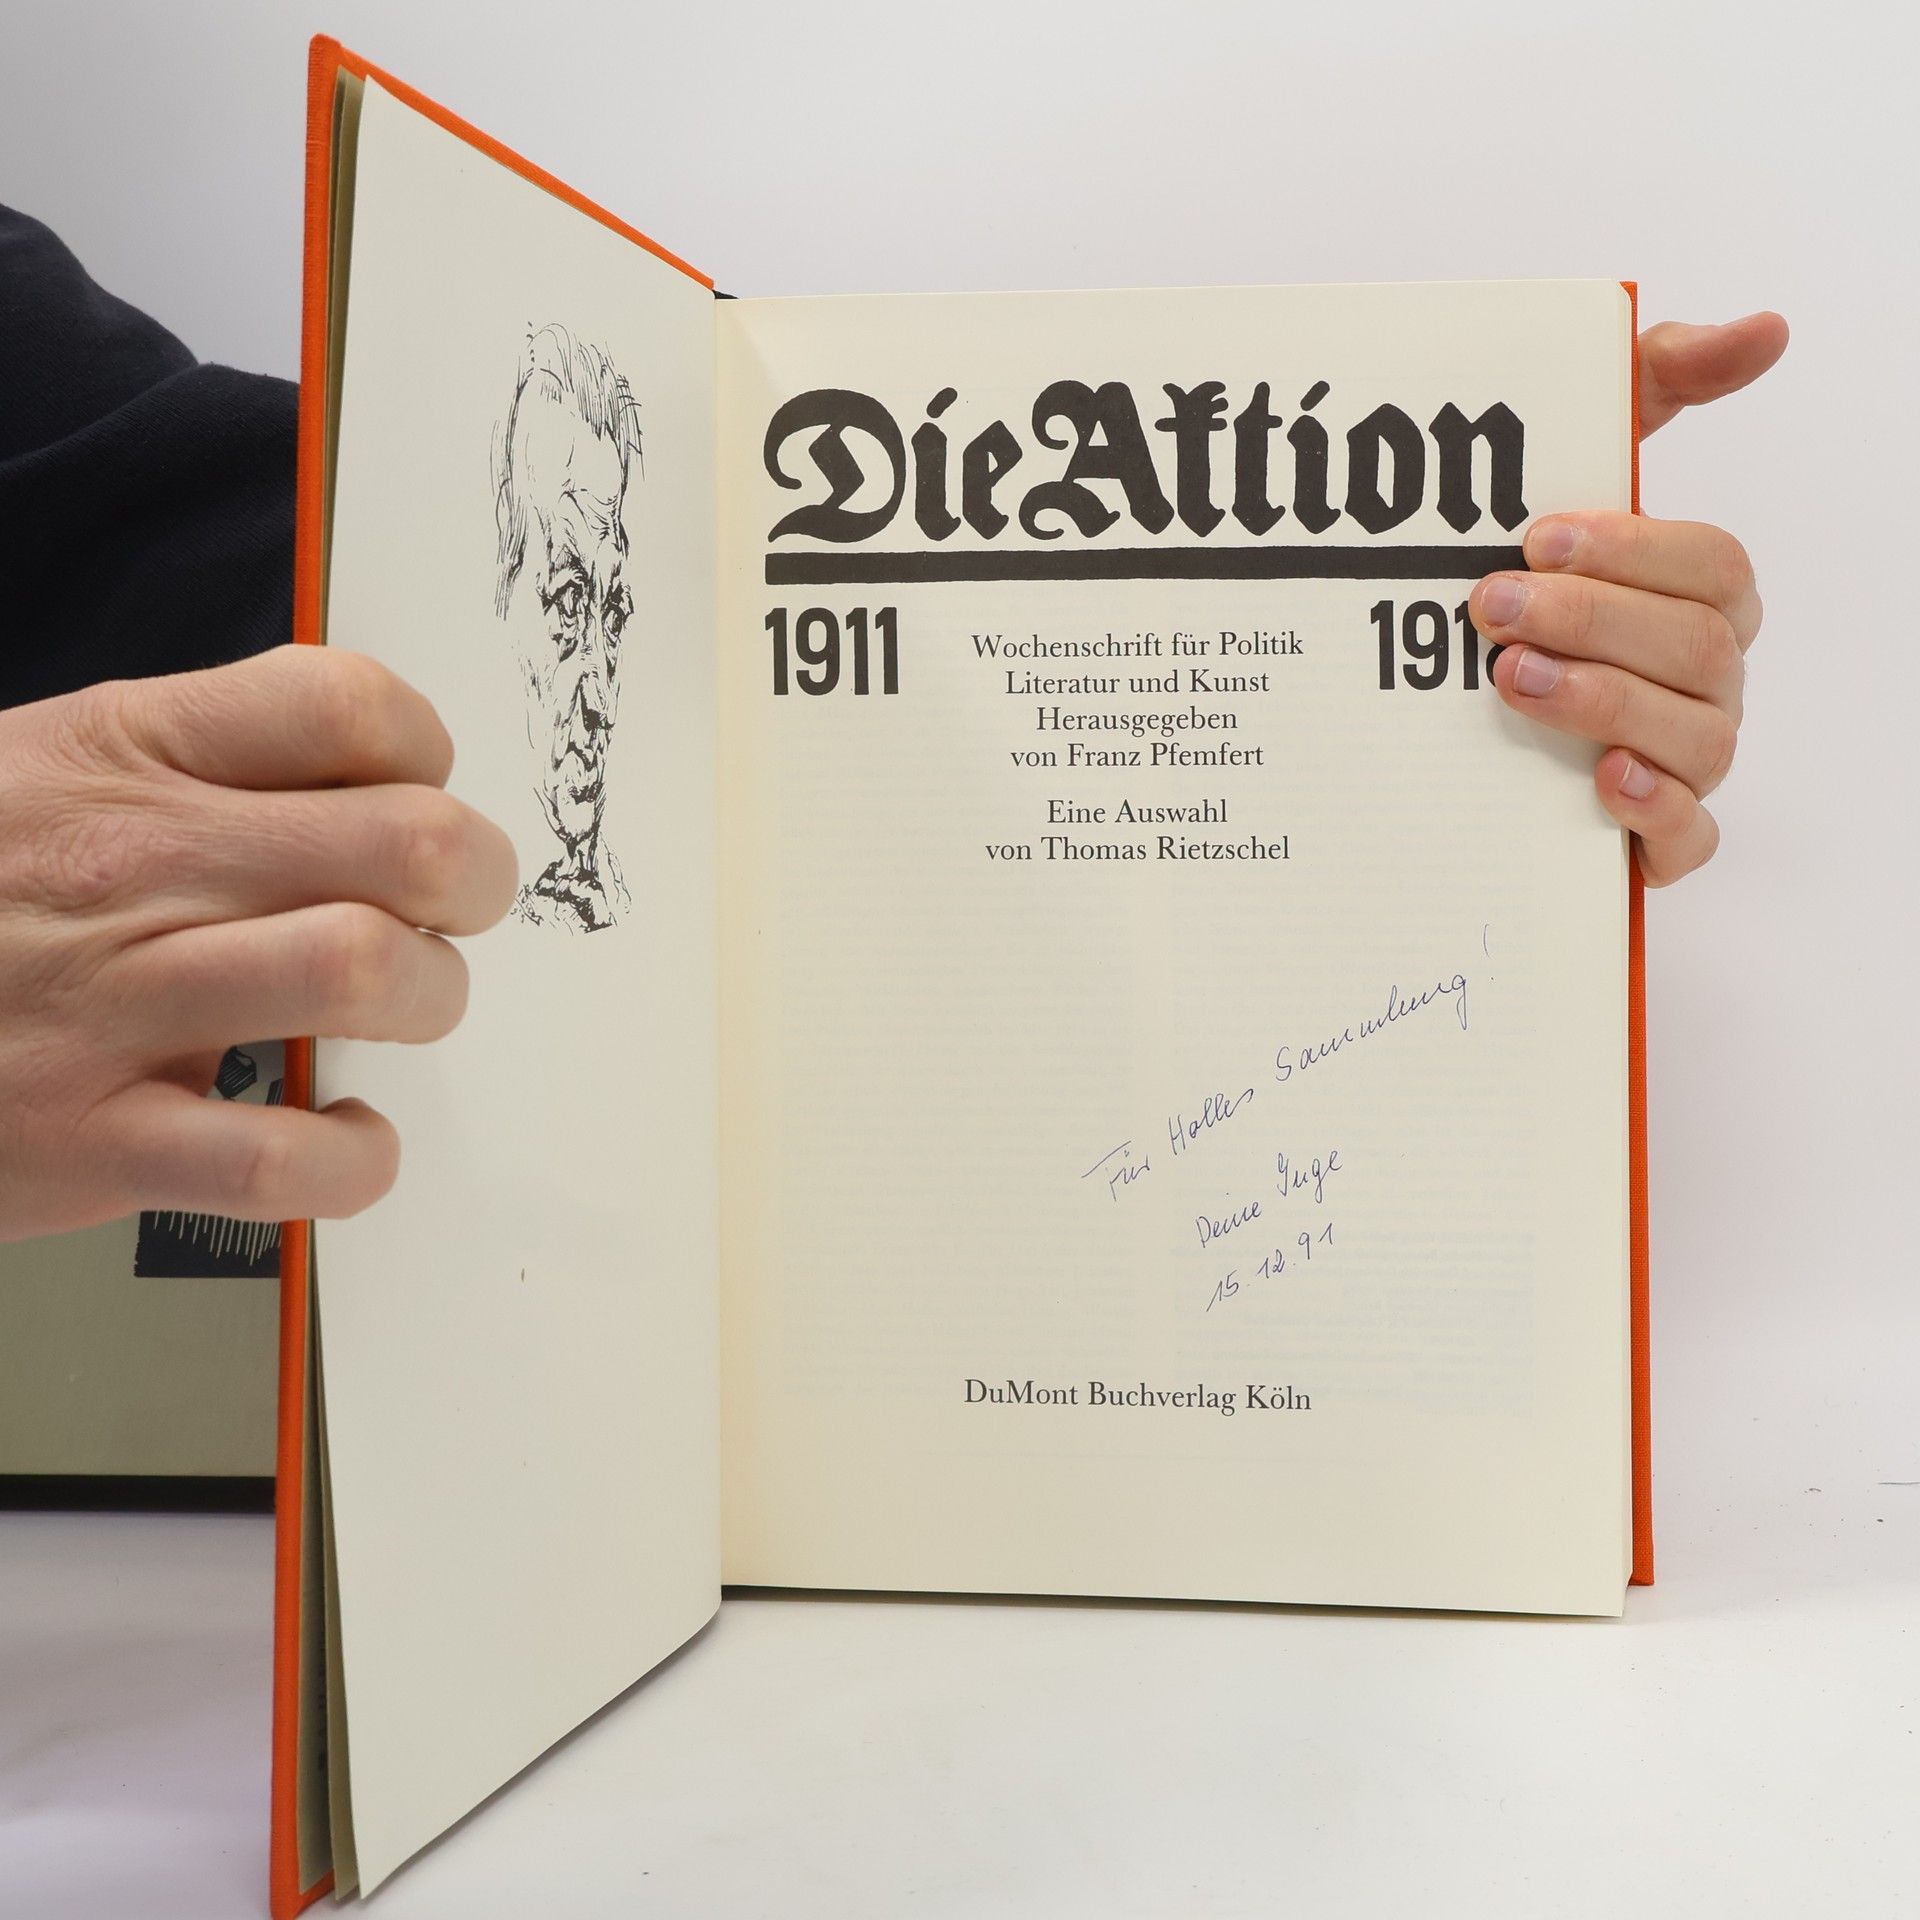 Die Aktion
1911
191
Wochenschrift für Politik
Literatur und Kunst
Herausgegeben
von Franz Pfemfert
Eine Auswahl
von Thomas Rietzschel
Für Holles Sammlung!
Deine Inge
15.12.91
DuMont Buchverlag Köln